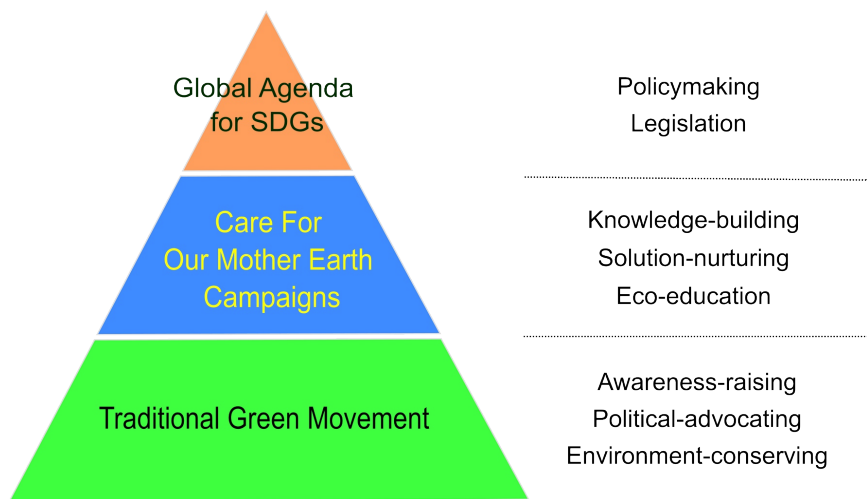 Global Agenda
for SDGs
Policymaking
Legislation
Care For
Our Mother Earth
Campaigns
Knowledge-building
Solution-nurturing
Eco-education
Traditional Green Movement
Awareness-raising
Political-advocating
Environment-conserving